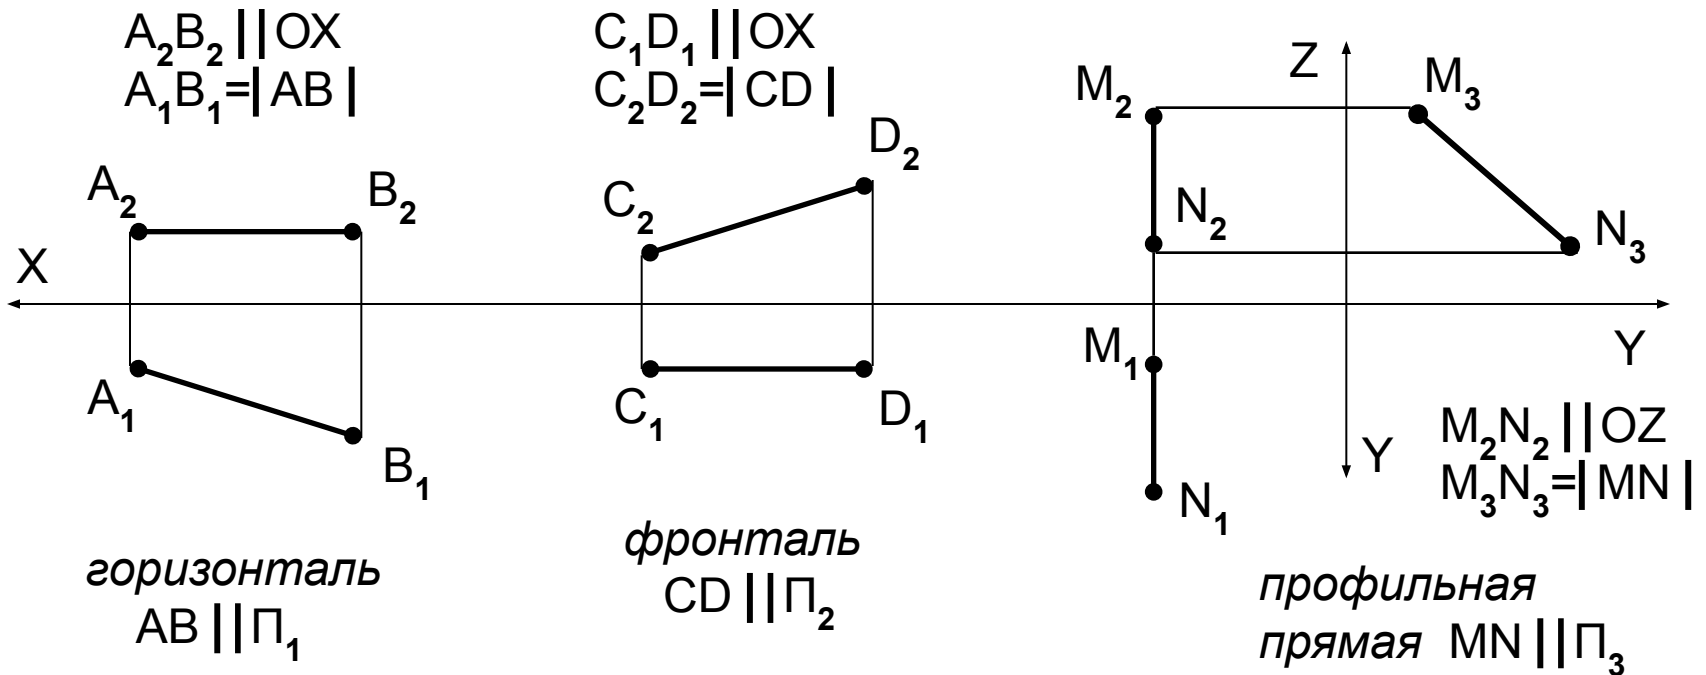 A₂B₂ || OX
A₁B₁=| AB |
C₁D₁ || OX
C₂D₂=| CD |
Z
M₂
M₃
D₂
A₂
B₂
C₂
N₂
N₃
X
M₁
Y
A₁
C₁
D₁
M₂N₂ || OZ
Y
B₁
M₃N₃=| MN |
N₁
горизонталь
AB || П₁
фронталь
CD || П₂
профильная
прямая MN || П₃